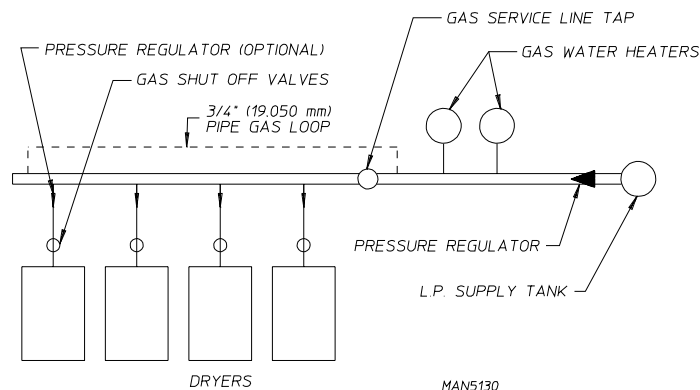 GAS SERVICE LINE TAP
PRESSURE REGULATOR (OPTIONAL)
GAS WATER HEATERS
GAS SHUT OFF VALVES
3/4" (19.050 mm)
PIPE GAS LOOP
PRESSURE REGULATOR
L.P. SUPPLY TANK
DRYERS
MAN5130